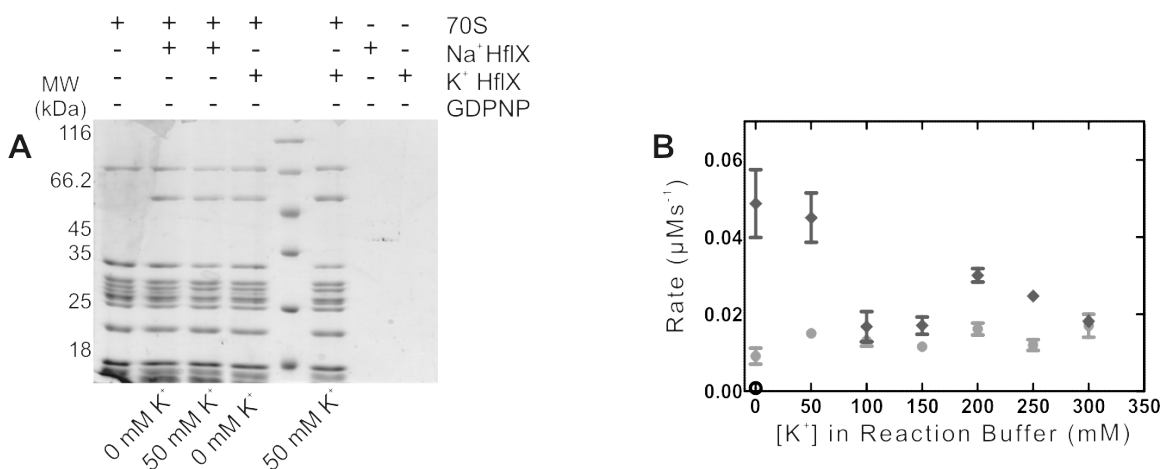 + + + + + - - 70S
- + + - - + - Na⁺HflX
- - - + + - + K⁺ HflX
- - - - - - - GDPNP
MW
(kDa)
A
116
66.2
45
35
25
18
0 mM K⁺
50 mM K⁺
0 mM K⁺
50 mM K⁺
B
Rate (µMs⁻¹)
0.06
0.04
0.02
0.00
0 50 100 150 200 250 300 350
[K⁺] in Reaction Buffer (mM)